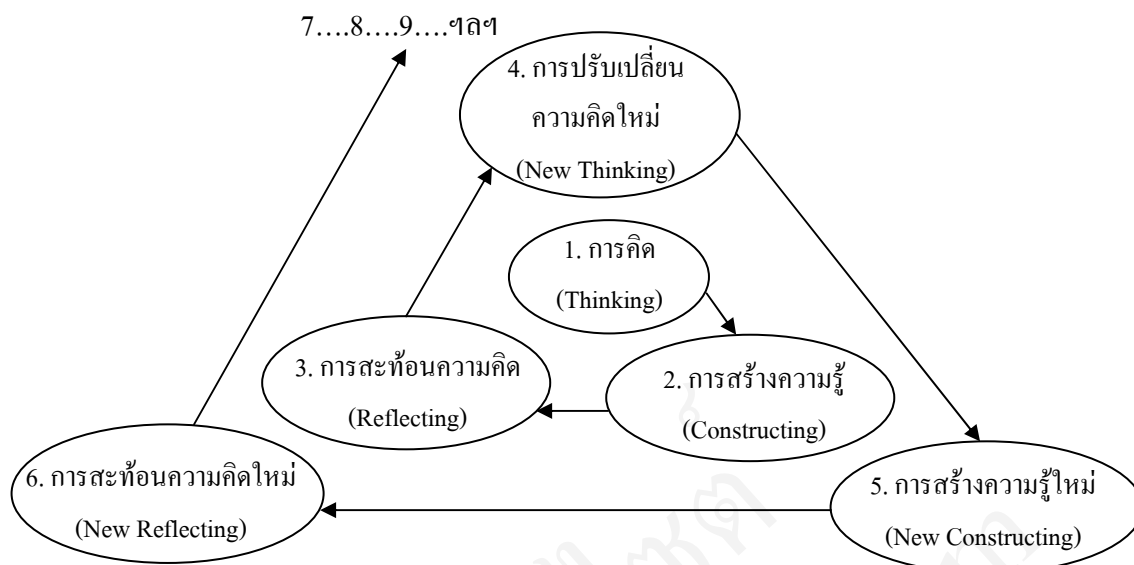 7….8….9….ฯลฯ
4. การปรับเปลี่ยน
ความคิดใหม่
(New Thinking)
1. การคิด
(Thinking)
3. การสะท้อนความคิด
(Reflecting)
2. การสร้างความรู้
(Constructing)
6. การสะท้อนความคิดใหม่
(New Reflecting)
5. การสร้างความรู้ใหม่
(New Constructing)